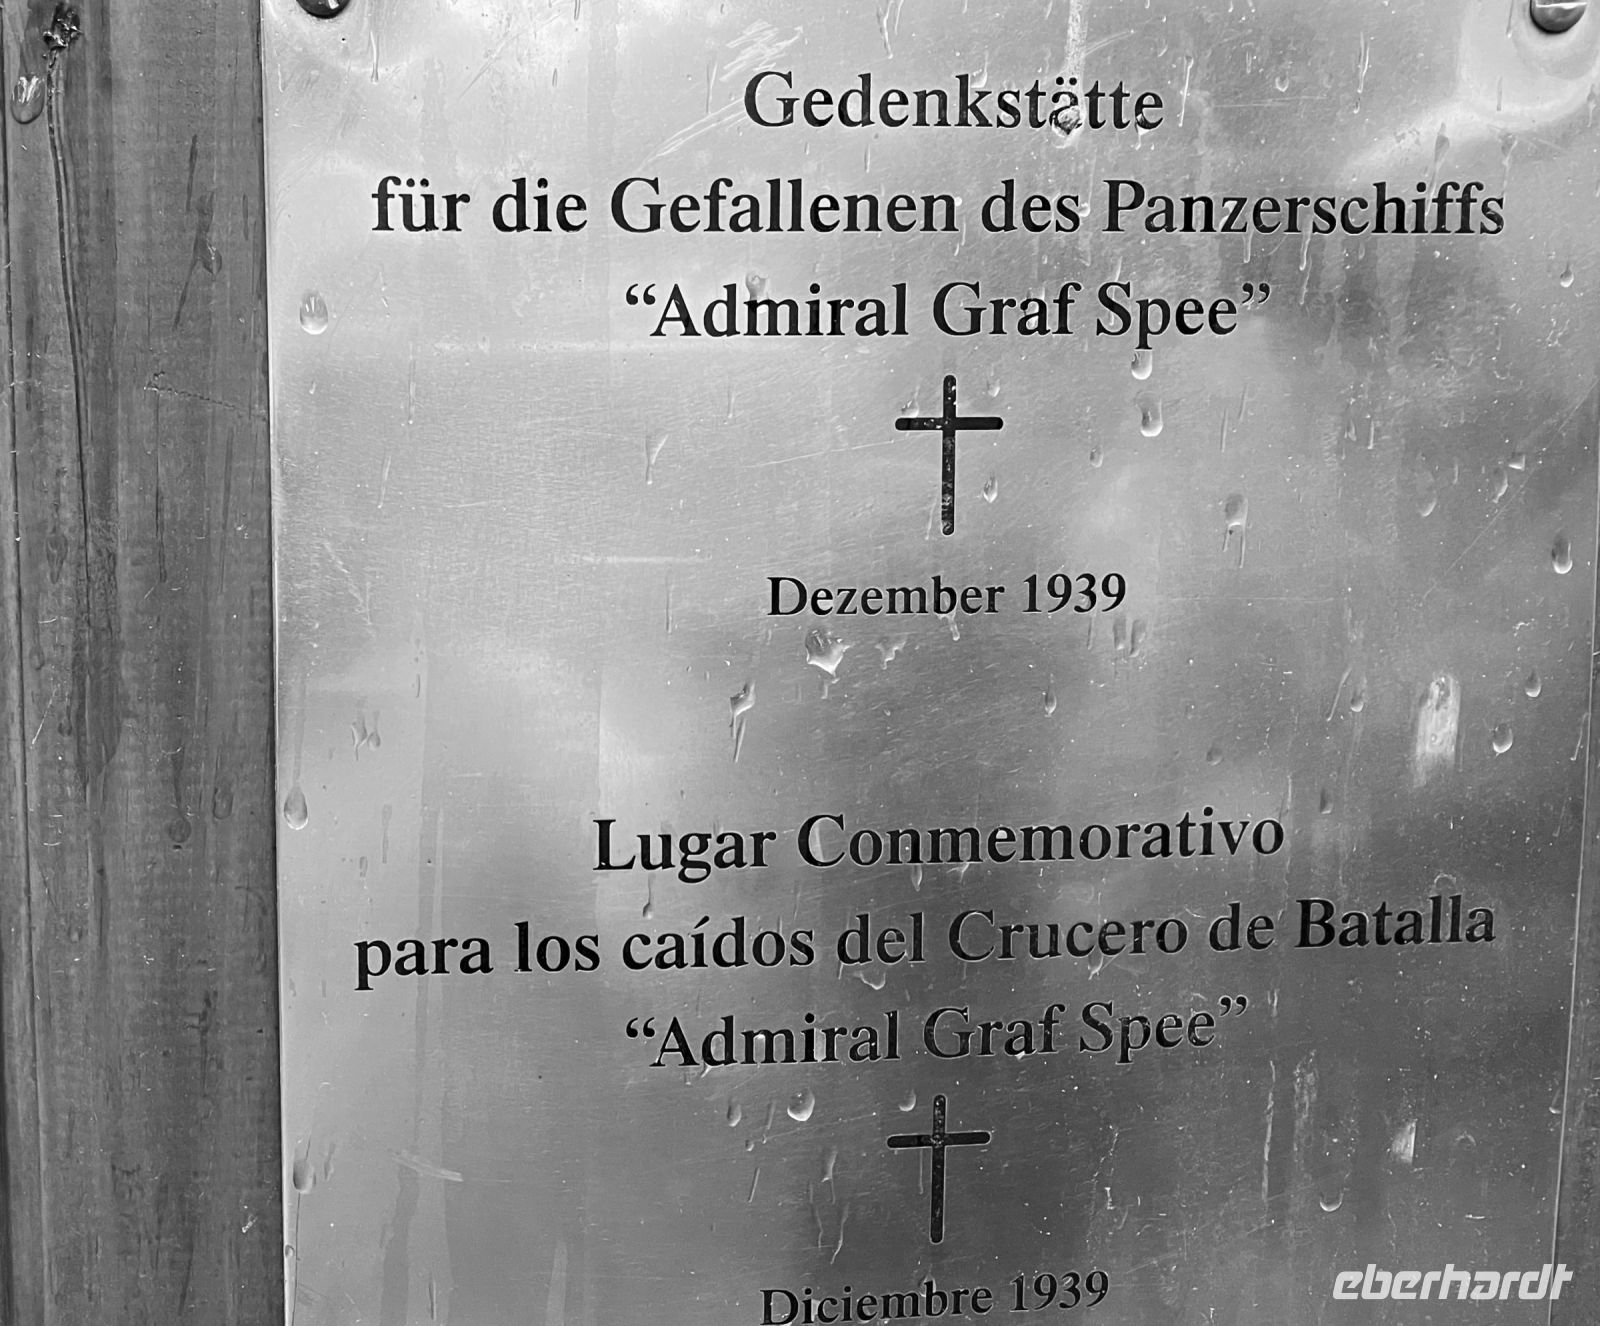 Gedenkstätte
für die Gefallenen des Panzerschiffs
“Admiral Graf Spee”
Dezember 1939
Lugar Conmemorativo
para los caídos del Crucero de Batalla
“Admiral Graf Spee”
Diciembre 1939
eberhardt